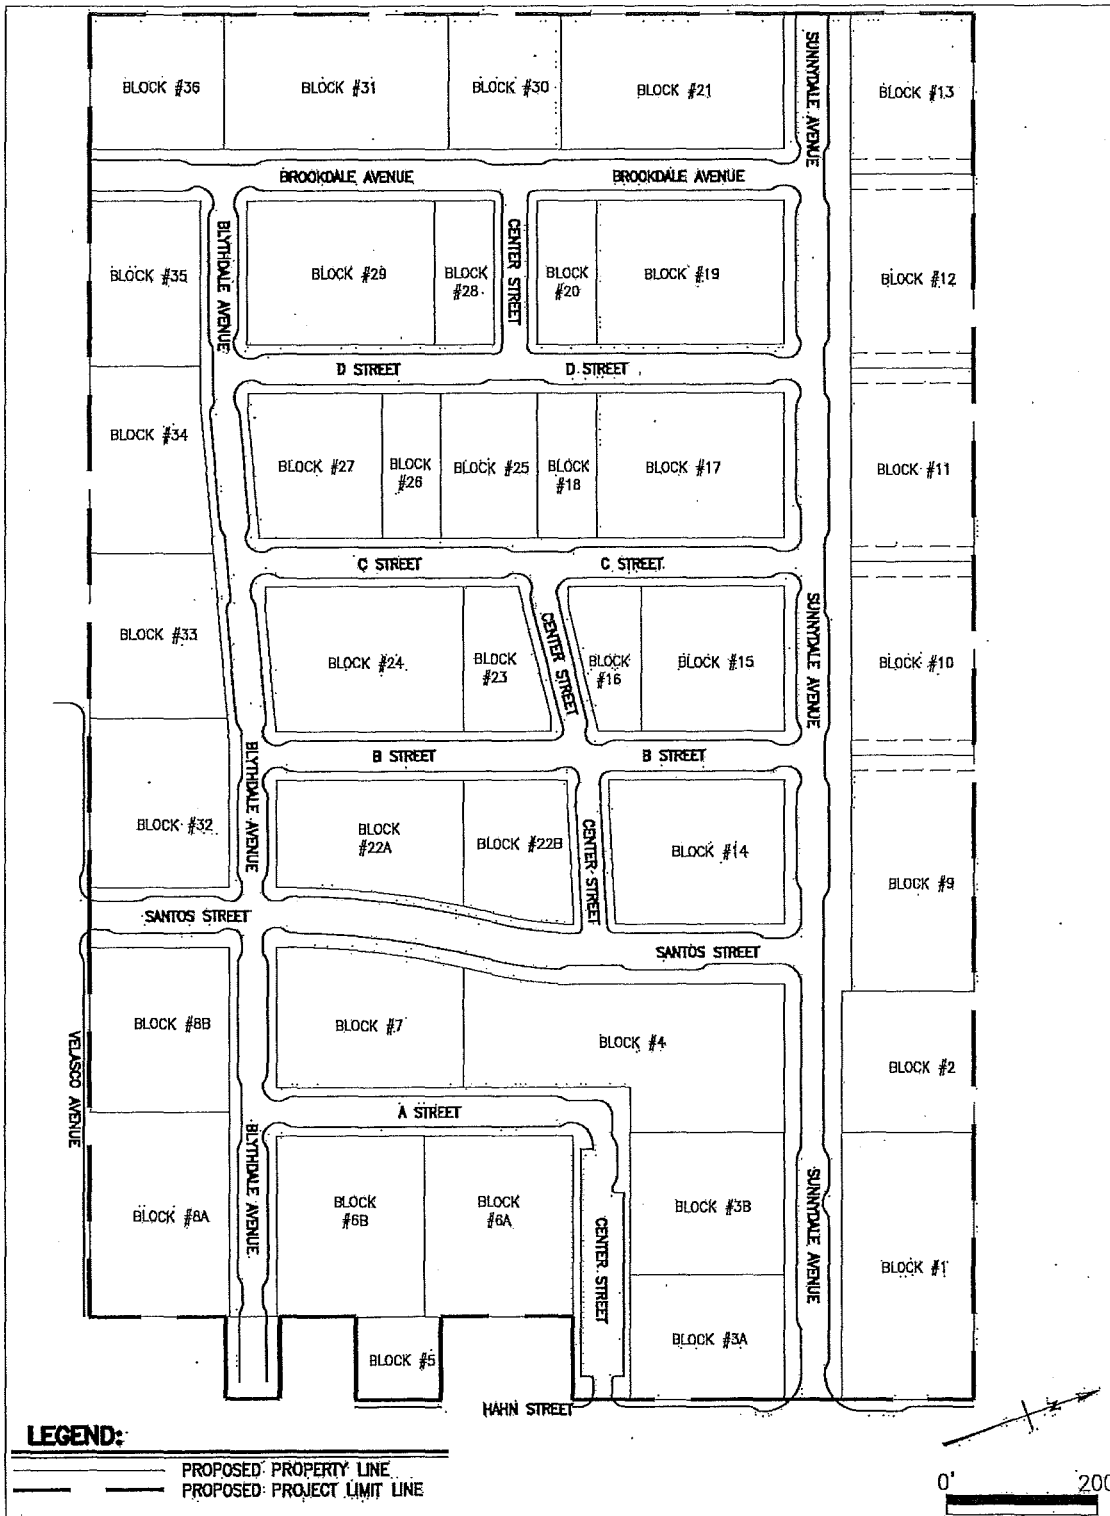 BLOCK #36
BLOCK #31
BLOCK #30
BLOCK #21
SUNNYDALE AVENUE
BLOCK #13
BROOKDALE AVENUE
BROOKDALE AVENUE
BLOCK #35
BLYTHDALE AVENUE
BLOCK #29
BLOCK
#28
CENTER STREET
BLOCK
#20
BLOCK #19
BLOCK #12
D STREET
D STREET
BLOCK #34
BLOCK #27
BLOCK
#26
BLOCK #25
BLOCK
#18
BLOCK #17
BLOCK #11
C STREET
C STREET
BLOCK #33
BLOCK #24
BLOCK
#23
CENTER STREET
BLOCK
#16
BLOCK #15
SUNNYDALE AVENUE
BLOCK #10
B STREET
B STREET
BLYTHDALE AVENUE
BLOCK #32
BLOCK
#22A
BLOCK #22B
CENTER STREET
BLOCK #14
BLOCK #9
SANTOS STREET
SANTOS STREET
VELASCO AVENUE
BLOCK #8B
BLOCK #7
BLOCK #4
BLOCK #2
A STREET
BLYTHDALE AVENUE
BLOCK #8A
BLOCK
#6B
BLOCK
#6A
CENTER STREET
BLOCK #3B
SUNNYDALE AVENUE
BLOCK #1
BLOCK #3A
BLOCK #5
HAHN STREET
N
LEGEND:
PROPOSED PROPERTY LINE
PROPOSED PROJECT LIMIT LINE
0'
200